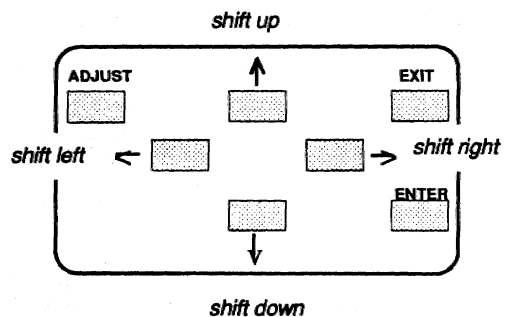 shift up
ADJUST
EXIT
shift left
shift right
ENTER
shift down